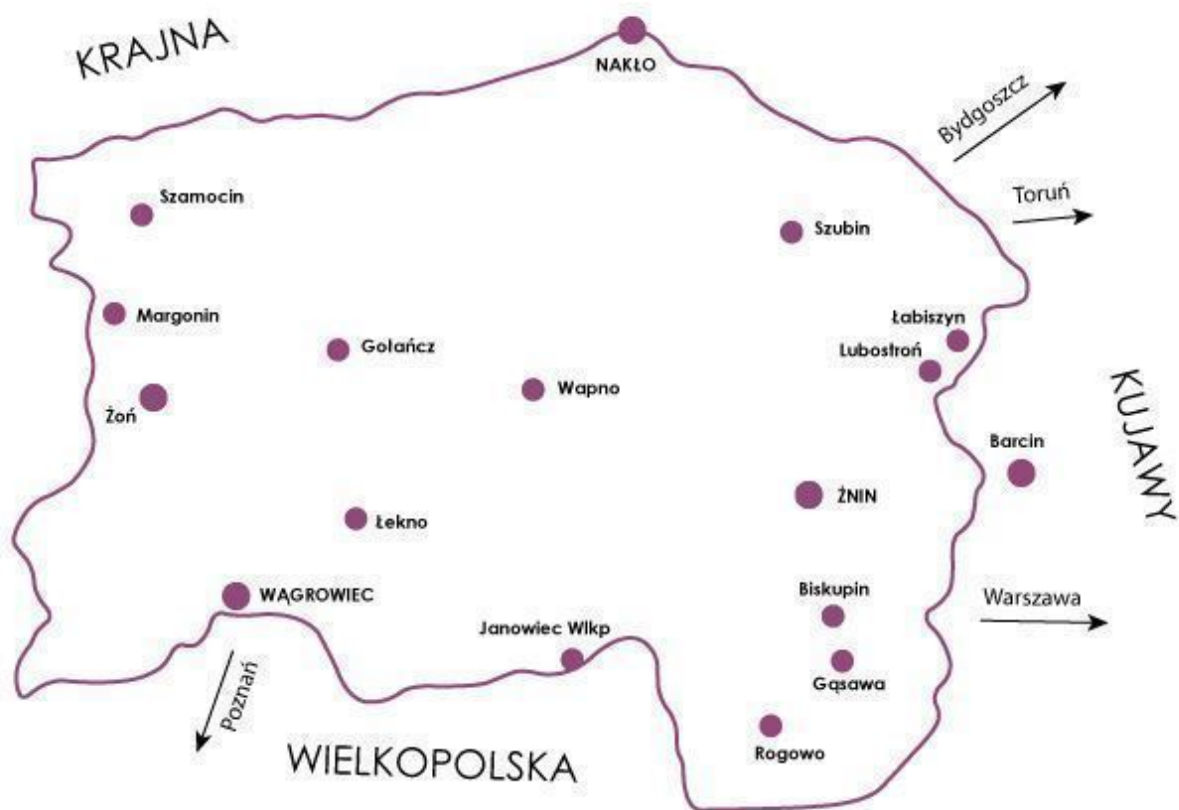 KRAJNA
NAKŁO
Bydgoszcz
Szamocin
Toruń
Szubin
Margonin
Łabiszyn
Gołańcz
Lubostroń
Wapno
Żoń
KUJAWY
Barcin
ŻNIN
Łekno
WĄGROWIEC
Biskupin
Warszawa
Janowiec Wlkp
Gąsawa
Poznań
Rogowo
WIELKOPOLSKA